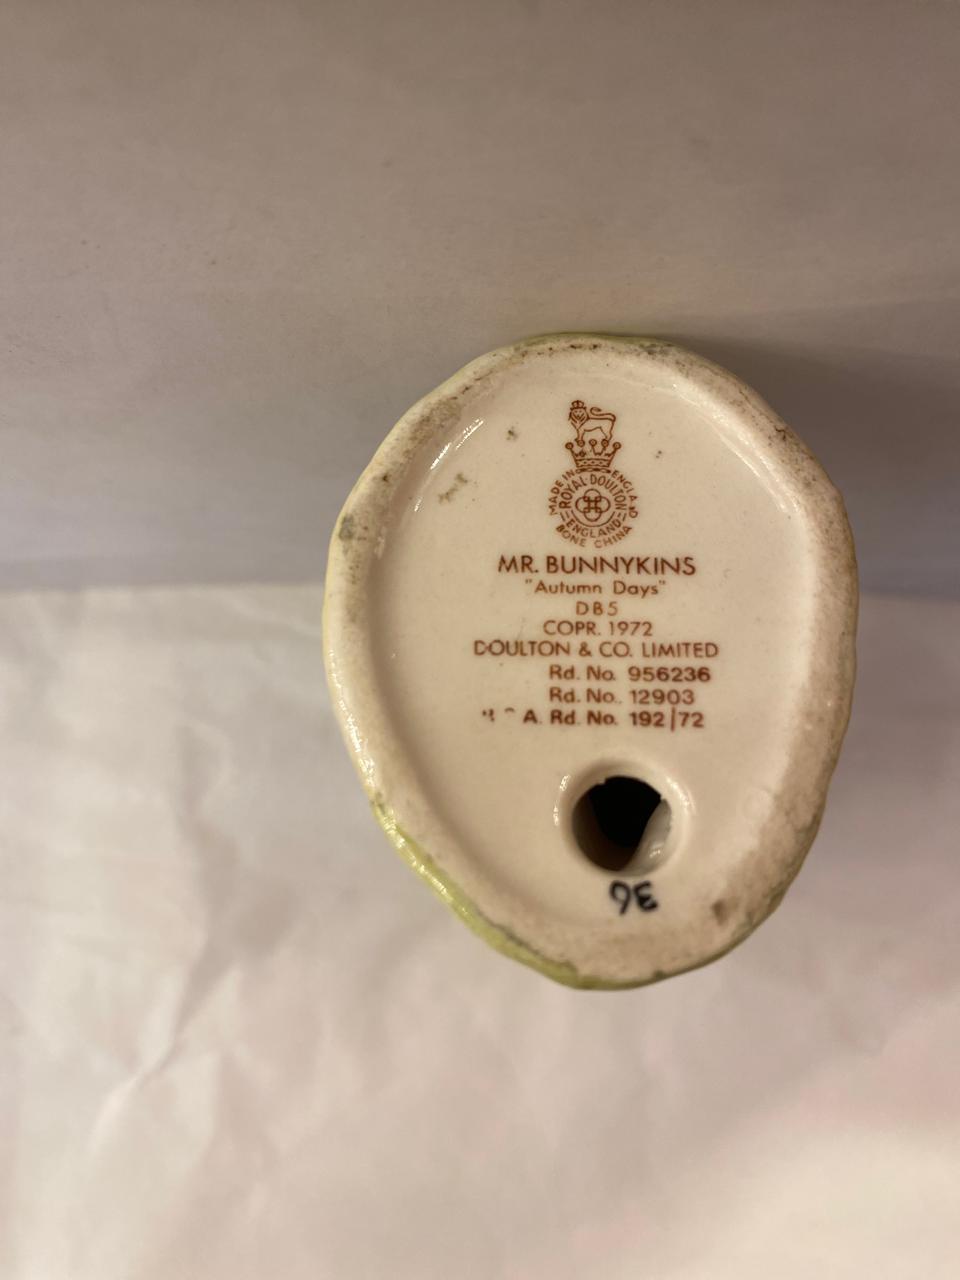 MADE IN ENGLAND
ROYAL·DOULTON
ENGLAND
BONE CHINA
MR. BUNNYKINS
"Autumn Days"
DB5
COPR. 1972
DOULTON & CO. LIMITED
Rd. No. 956236
Rd. No. 12903
A. Rd. No. 192/72